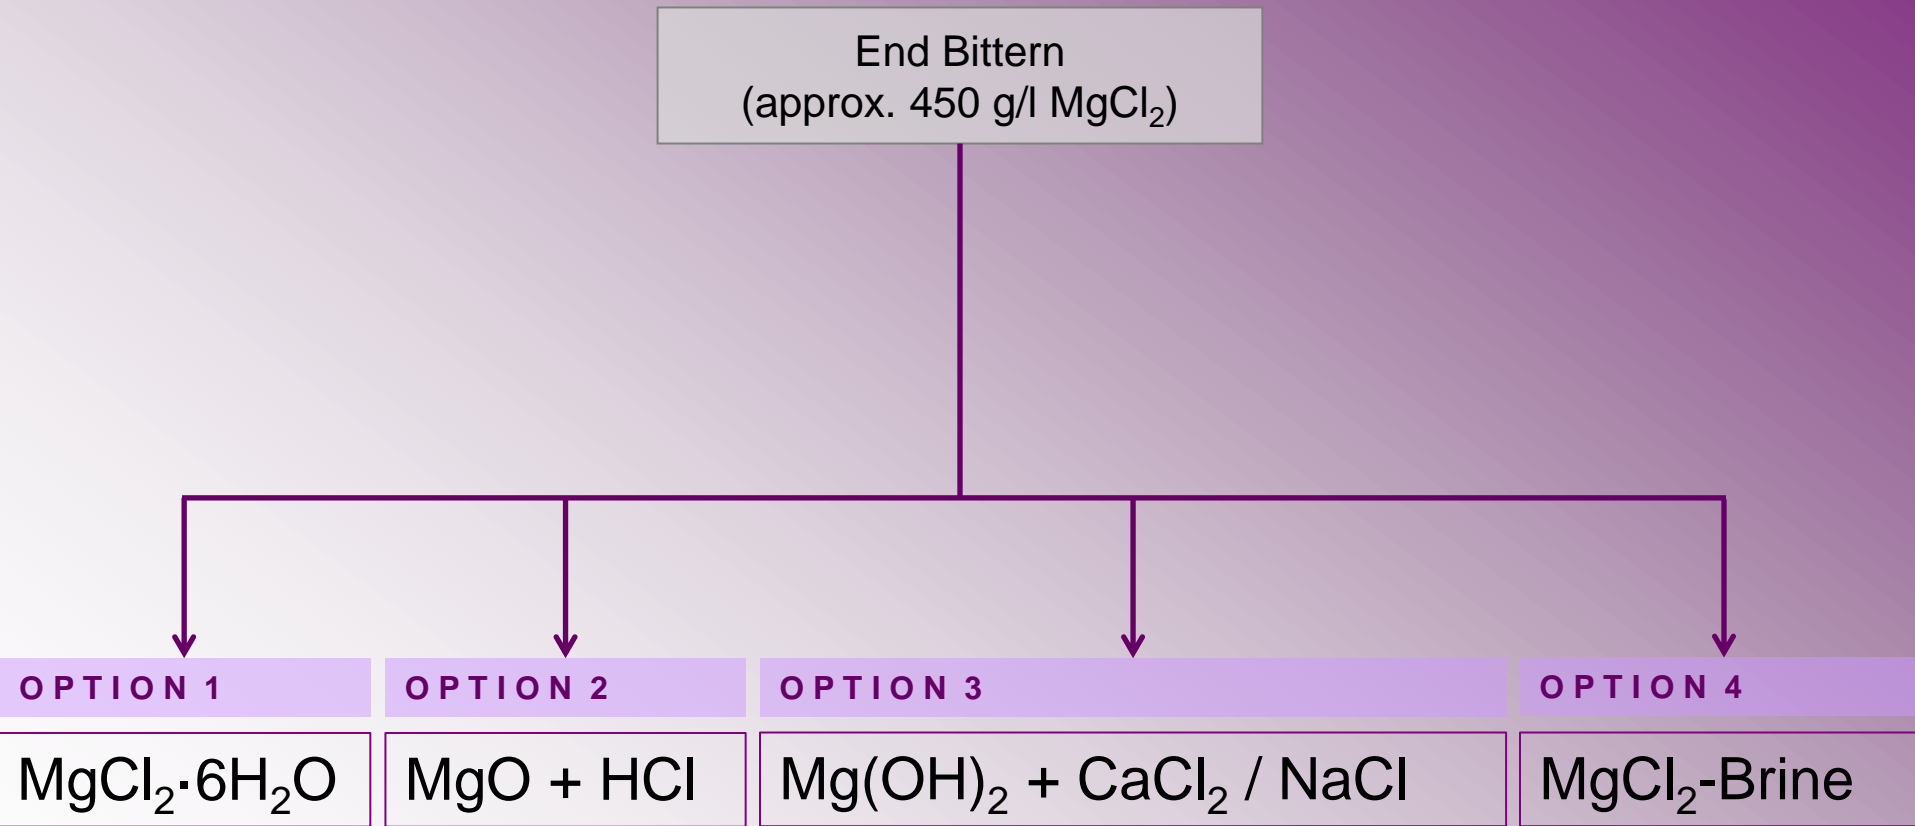 End Bittern
(approx. 450 g/l MgCl₂)
OPTION 1
OPTION 2
OPTION 3
OPTION 4
MgCl₂·6H₂O
MgO + HCl
Mg(OH)₂ + CaCl₂ / NaCl
MgCl₂-Brine